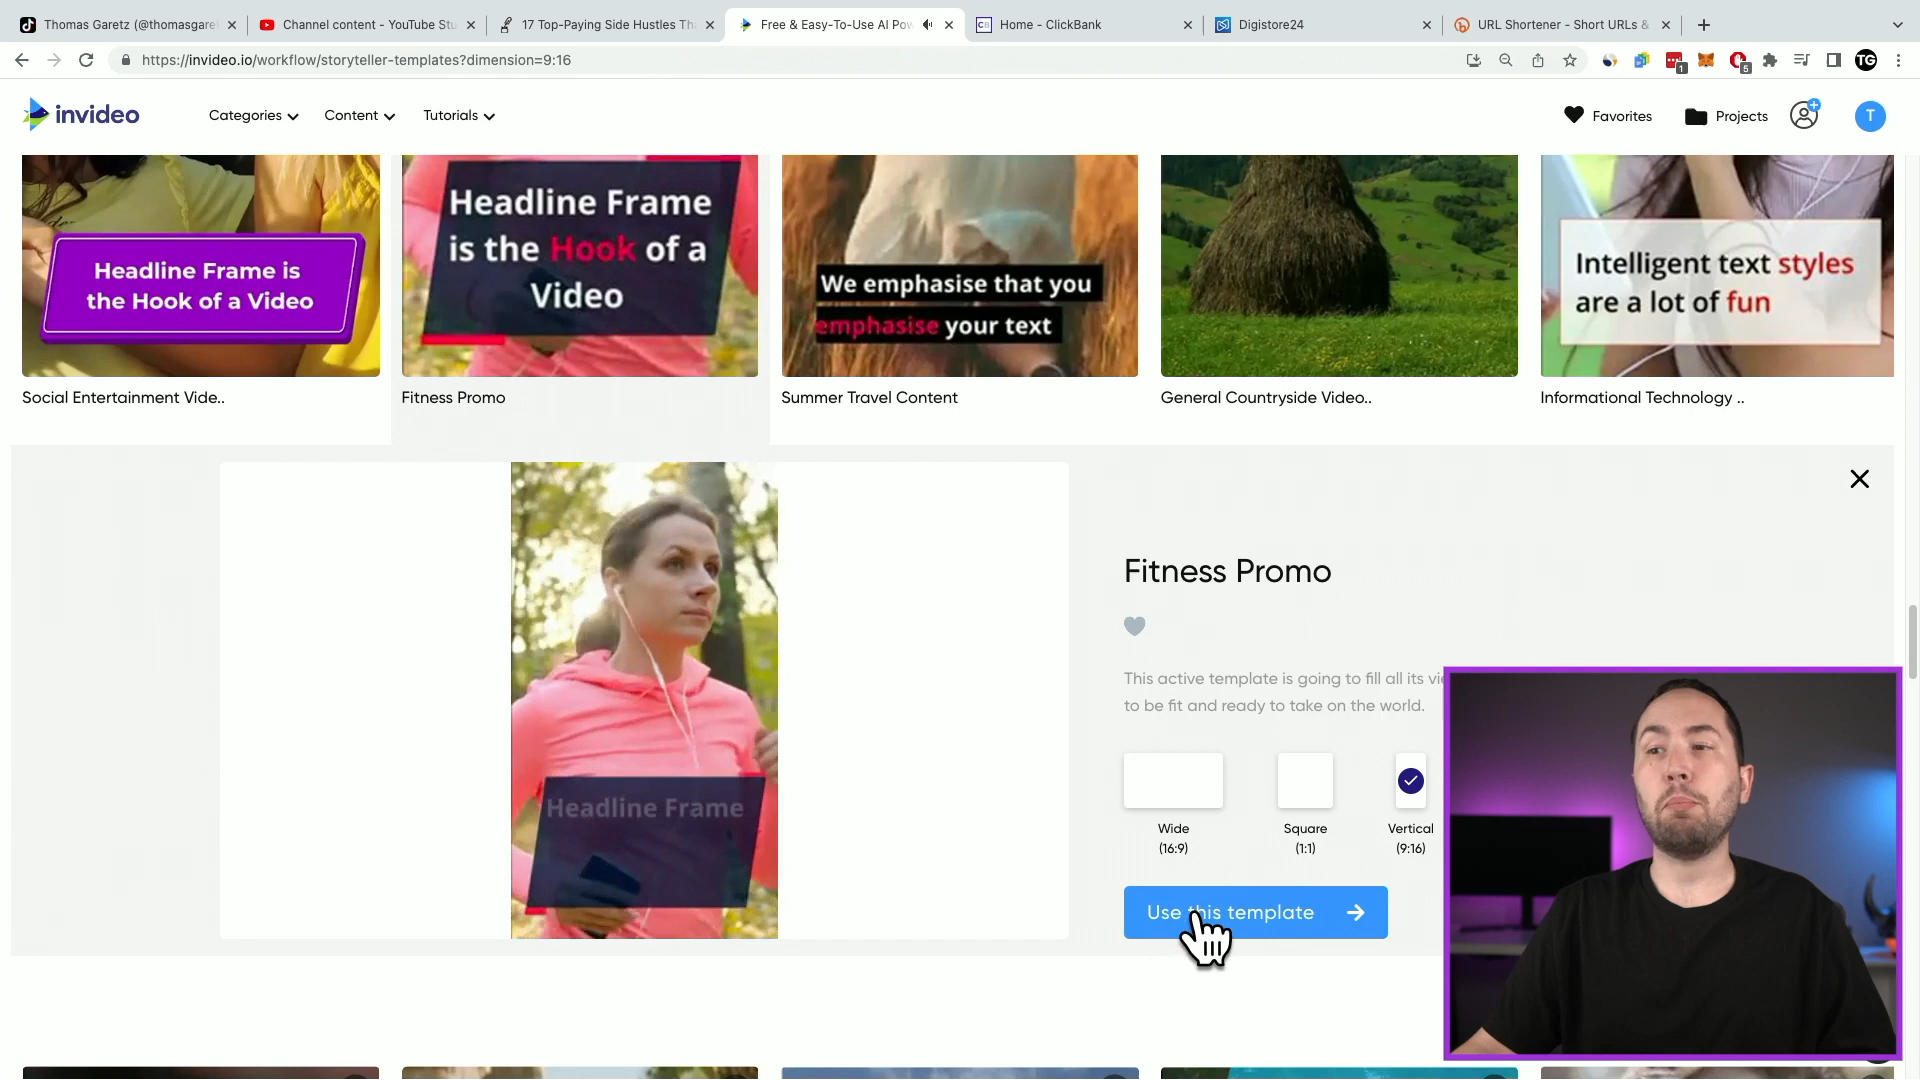 Thomas Garetz (@thomasgare
Channel content - YouTube Stu
17 Top-Paying Side Hustles Th
Free & Easy-To-Use AI Pow
Home - ClickBank
Digistore24
URL Shortener - Short URLs &
https://invideo.io/workflow/storyteller-templates?dimension=9:16
1
5
TG
invideo
Categories
Content
Tutorials
Favorites
Projects
T
Headline Frame is
the Hook of a Video
Headline Frame
is the Hook of a
Video
We emphasise that you
emphasise your text
Intelligent text styles
are a lot of fun
Social Entertainment Vide..
Fitness Promo
Summer Travel Content
General Countryside Video..
Informational Technology ..
Headline Frame
Fitness Promo
This active template is going to fill all its vie
to be fit and ready to take on the world.
Wide
(16:9)
Square
(1:1)
Vertical
(9:16)
Use this template